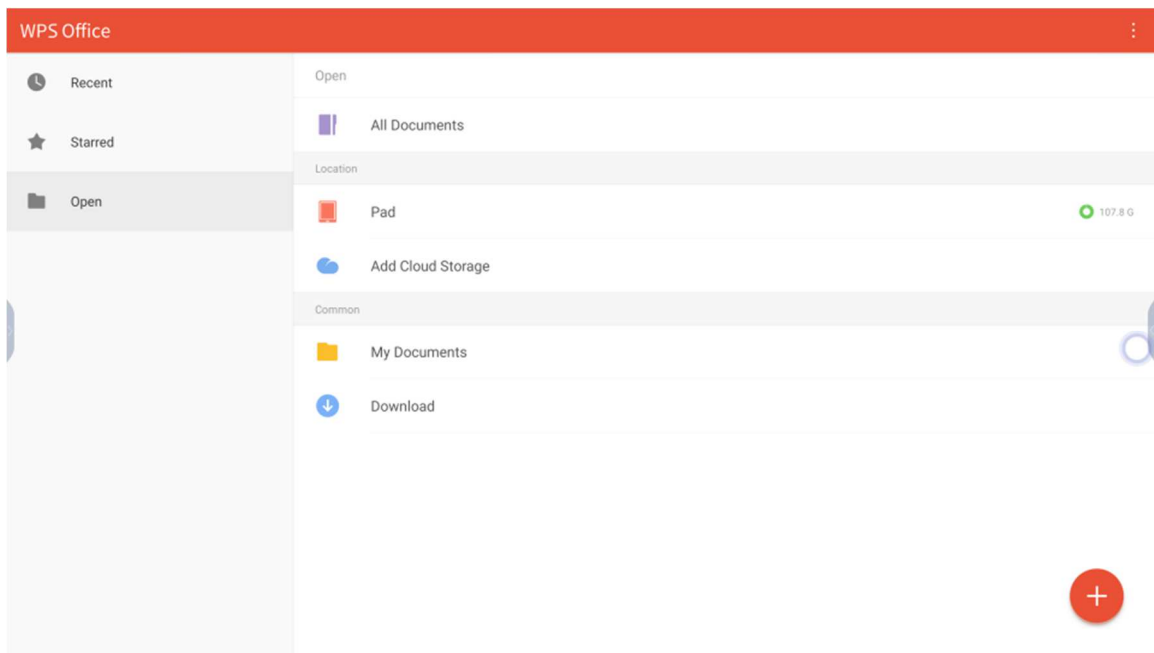 WPS Office
Recent
Starred
Open
Open
All Documents
Location
Pad
107.8 G
Add Cloud Storage
Common
My Documents
Download